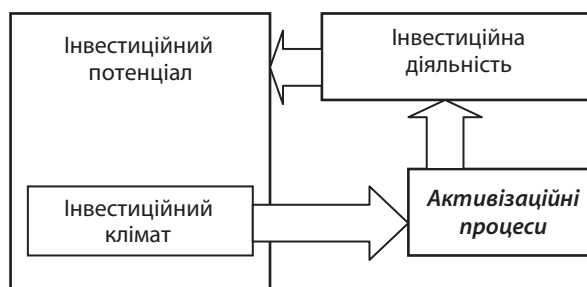 Інвестиційний
потенціал
Інвестиційна
діяльність
Інвестиційний
клімат
Активізаційні
процеси